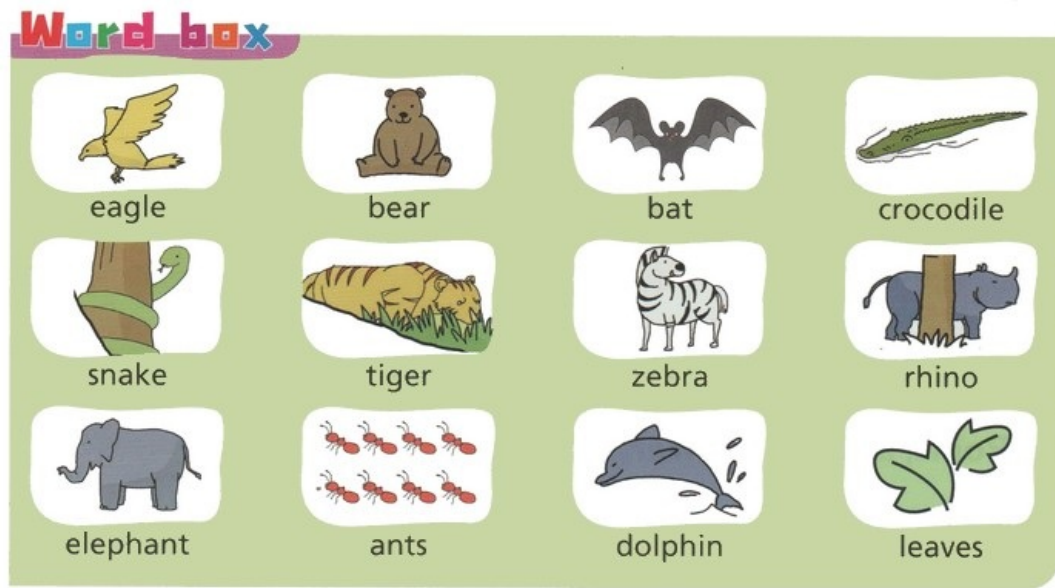 Word box
eagle bear bat crocodile
snake tiger zebra rhino
elephant ants dolphin leaves